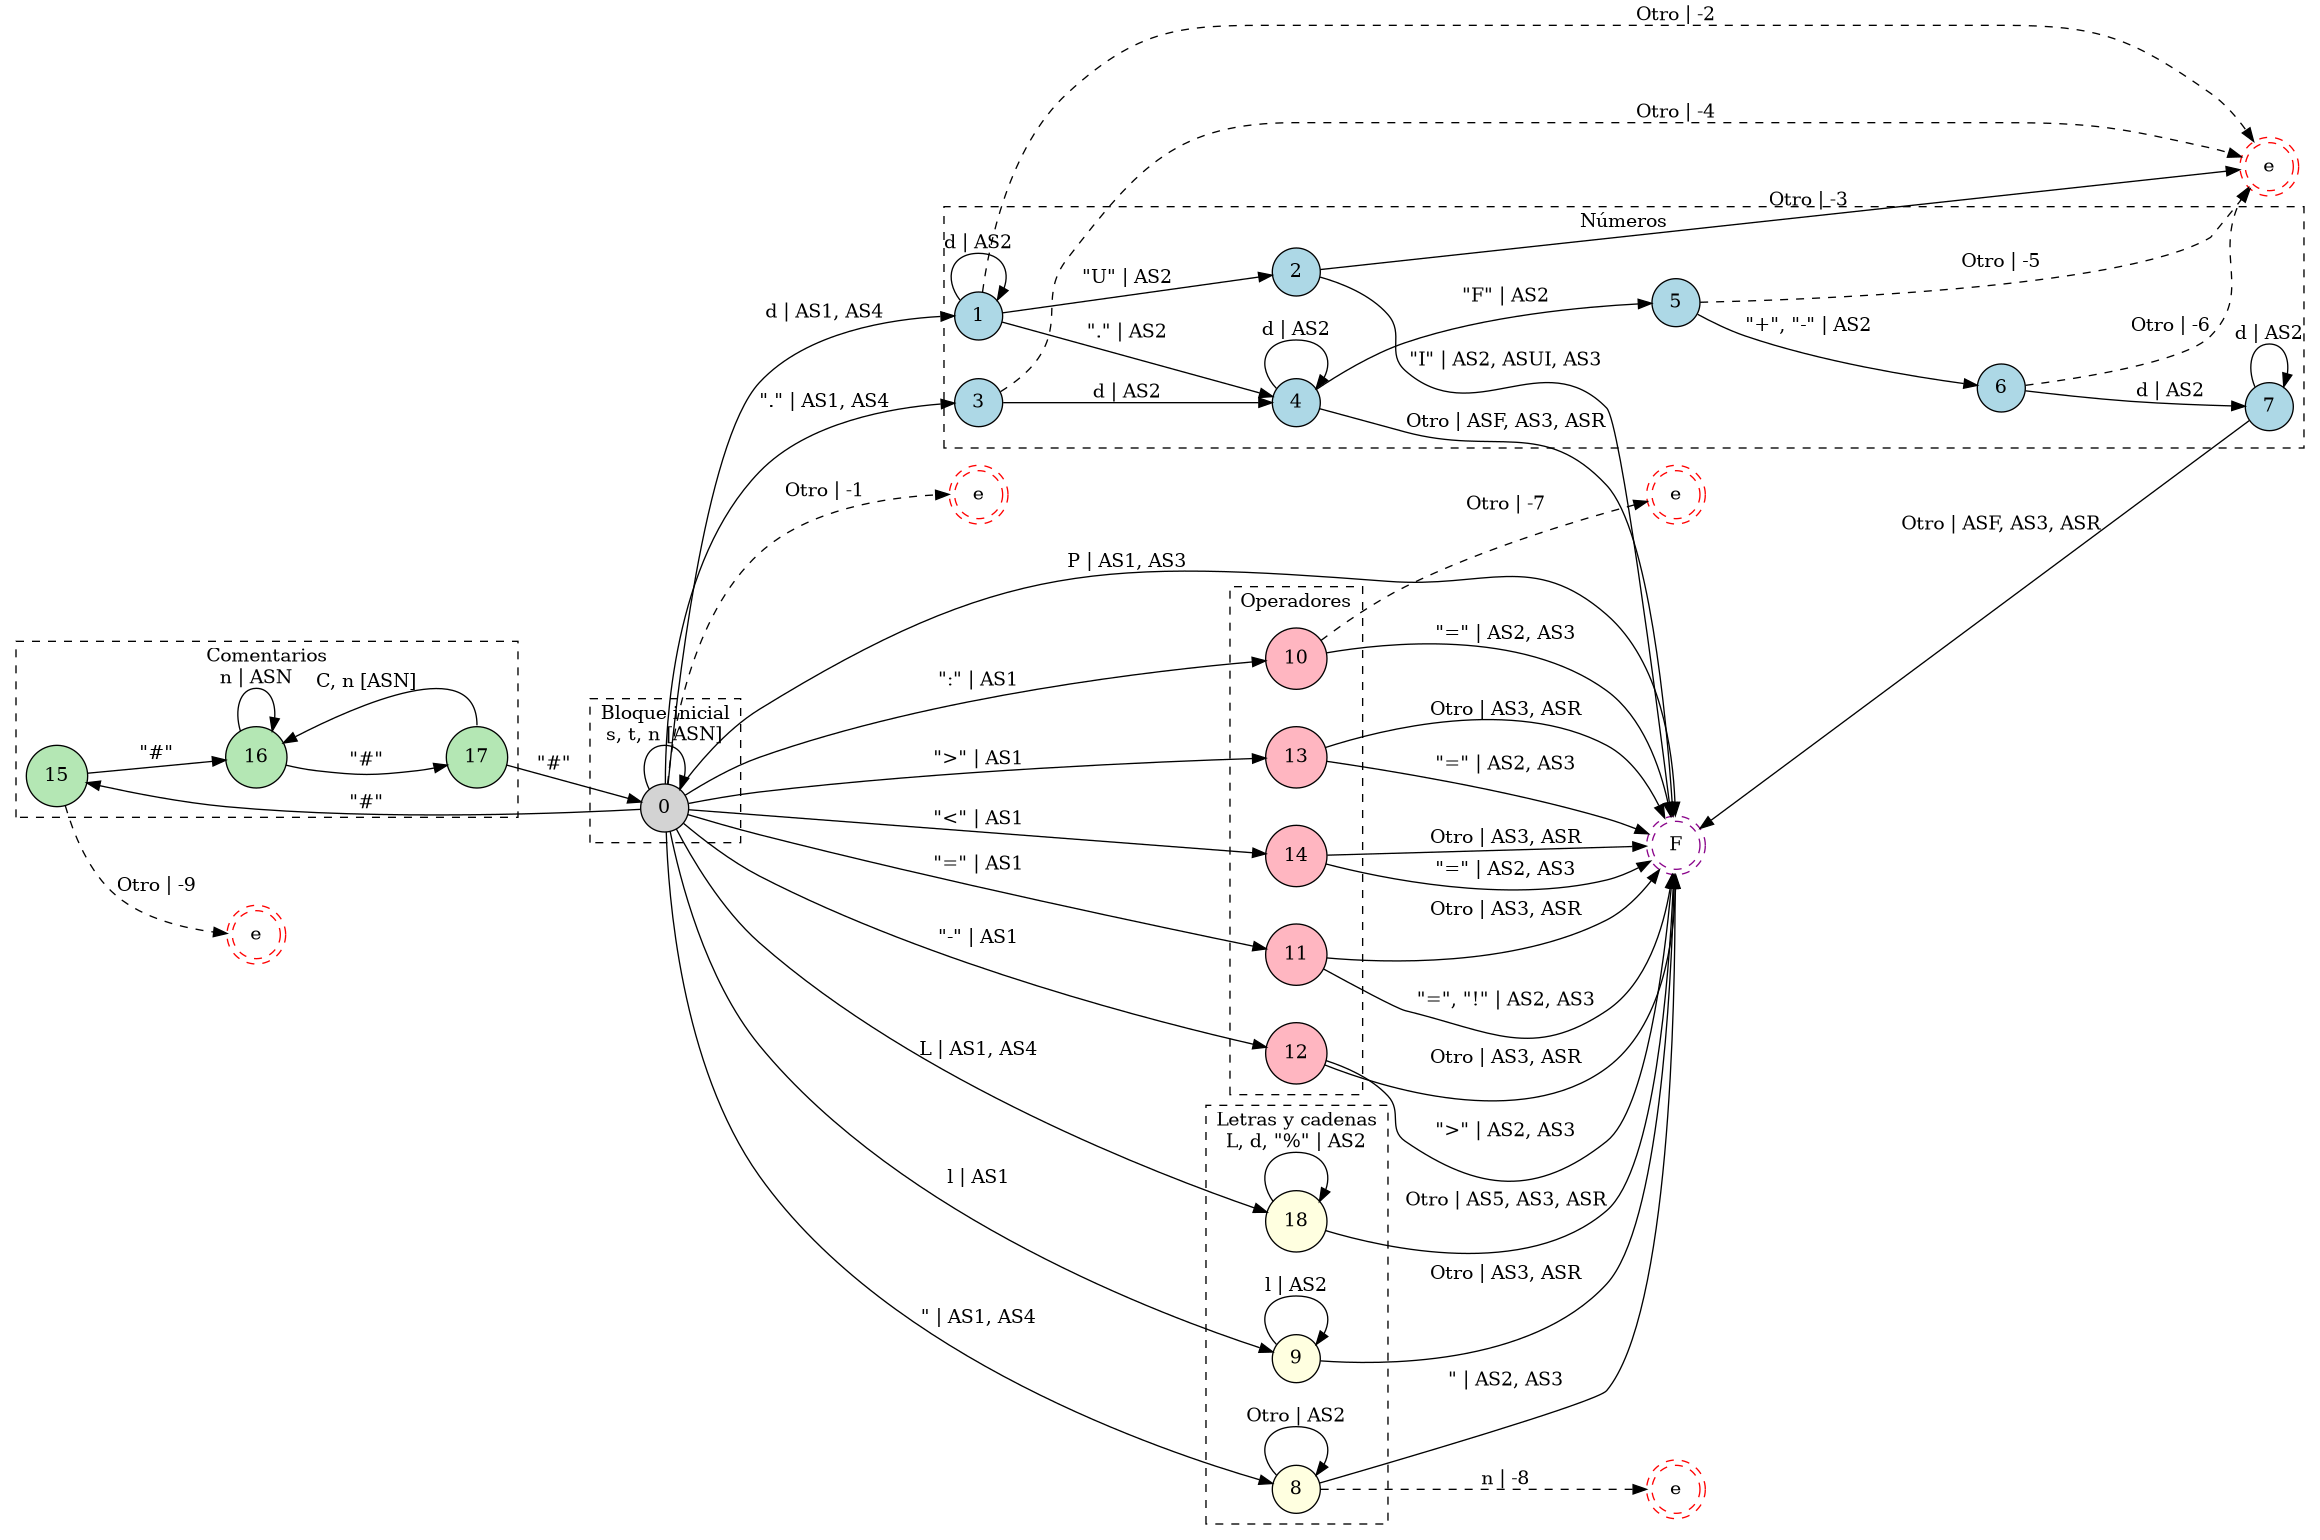 Otro | -2
Otro | -4
e
Otro | -3
Números
d | AS2
"U" | AS2
2
Otro | -5
"F" | AS2
5
d | AS1, AS4
1
"." | AS2
d | AS2
"+", "-" | AS2
Otro | -6
d | AS2
"I" | AS2, ASUI, AS3
6
"." | AS1, AS4
3
d | AS2
4
d | AS2
7
Otro | ASF, AS3, ASR
Otro | -1
e
Otro | -7
e
Otro | ASF, AS3, ASR
P | AS1, AS3
Operadores
"=" | AS2, AS3
10
Comentarios
n | ASN
C, n [ASN]
":" | AS1
Bloque inicial
s, t, n [ASN]
Otro | AS3, ASR
15
"#"
16
"#"
17
"#"
">" | AS1
13
"=" | AS2, AS3
"#"
0
"<" | AS1
Otro | AS3, ASR
F
14
"=" | AS2, AS3
"=" | AS1
Otro | -9
e
Otro | AS3, ASR
"-" | AS1
11
"=", "!" | AS2, AS3
L | AS1, AS4
12
Otro | AS3, ASR
Letras y cadenas
L, d, "%" | AS2
">" | AS2, AS3
l | AS1
18
Otro | AS5, AS3, ASR
l | AS2
Otro | AS3, ASR
" | AS1, AS4
9
" | AS2, AS3
Otro | AS2
8
n | -8
e